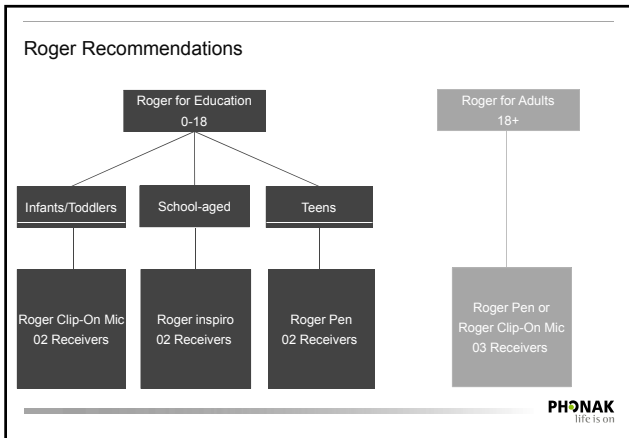 Roger Recommendations
Roger for Education
0-18
Roger for Adults
18+
Infants/Toddlers
School-aged
Teens
Roger Clip-On Mic
02 Receivers
Roger inspiro
02 Receivers
Roger Pen
02 Receivers
Roger Pen or
Roger Clip-On Mic
03 Receivers
PHONAK
life is on